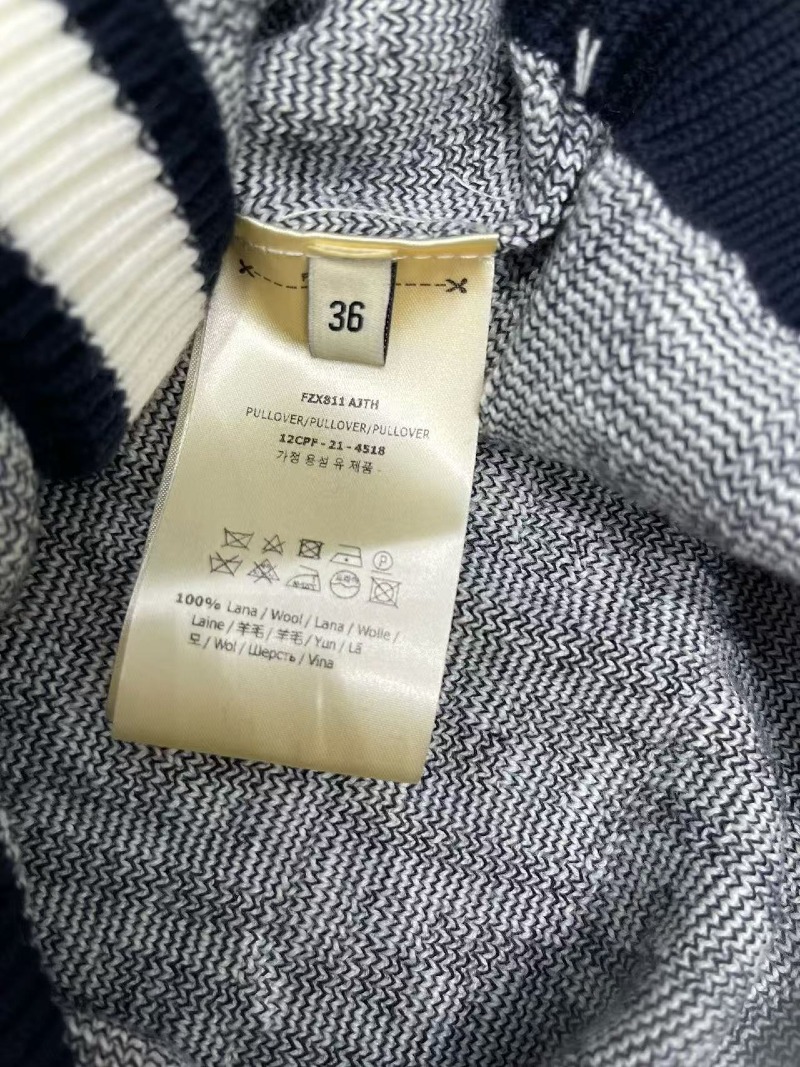 36
FZX811 AJTH
PULLOVER/PULLOVER/PULLOVER
12CPF-21-4518
가정용섬유제품
P
100% Lana / Wool / Lana / Wolle /
Laine / 羊毛 / 羊毛 / Yun / Lã
모 / Wol / Шерсть / Vina